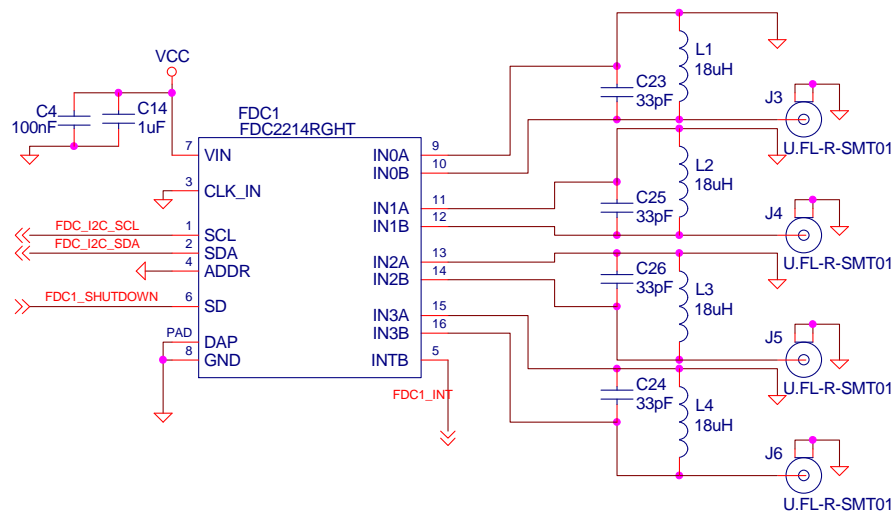 VCC
C4
100nF
C14
1uF
FDC1
FDC2214RGHT
7
VIN
3
CLK_IN
FDC_I2C_SCL
1
SCL
FDC_I2C_SDA
2
SDA
4
ADDR
FDC1_SHUTDOWN
6
SD
PAD
DAP
8
GND
IN0A
9
IN0B
10
IN1A
11
IN1B
12
IN2A
13
IN2B
14
IN3A
15
IN3B
16
INTB
5
FDC1_INT
C23
33pF
L1
18uH
J3
U.FL-R-SMT01
C25
33pF
L2
18uH
J4
U.FL-R-SMT01
C26
33pF
L3
18uH
J5
U.FL-R-SMT01
C24
33pF
L4
18uH
J6
U.FL-R-SMT01